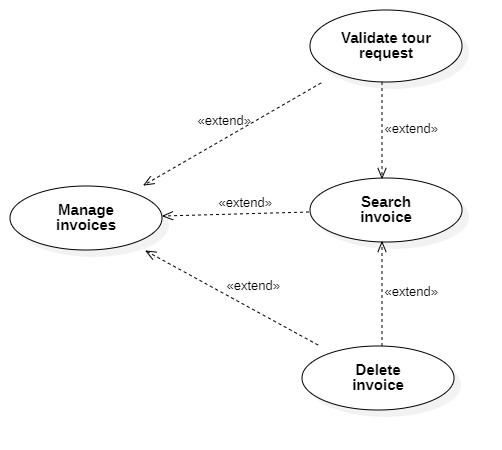 Validate tour
request
«extend»
«extend»
Manage
invoices
«extend»
Search
invoice
«extend»
«extend»
Delete
invoice